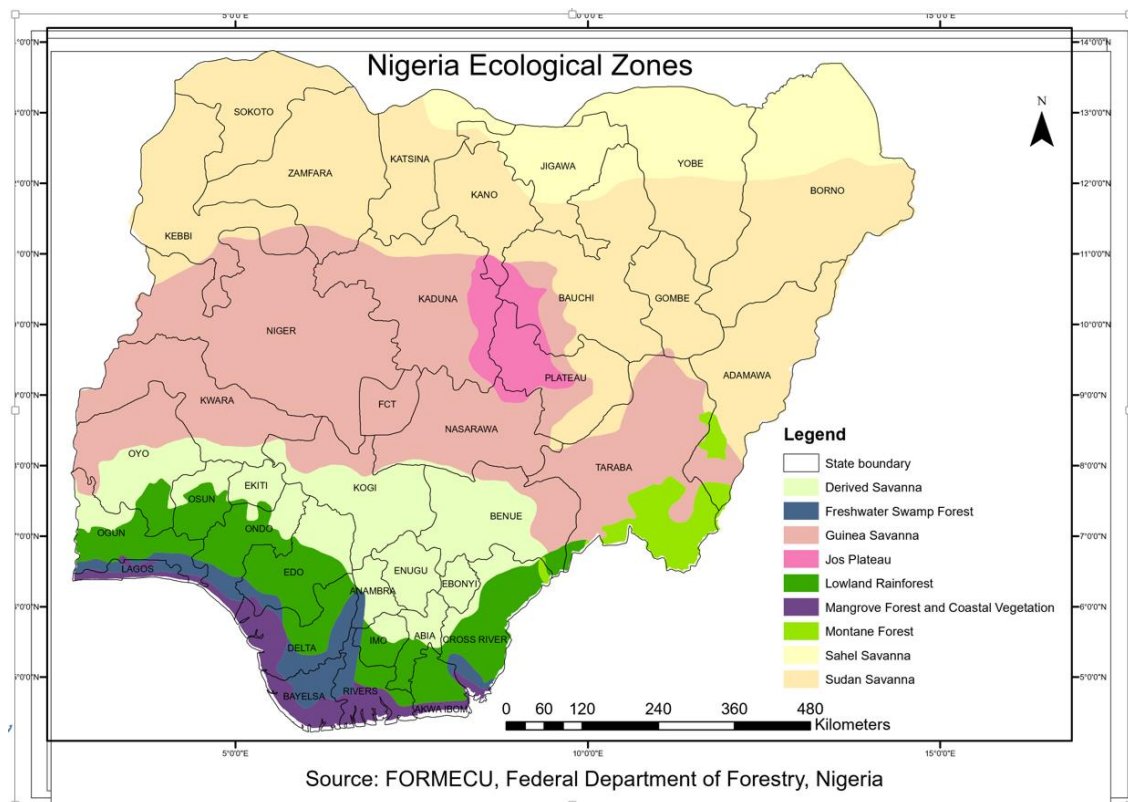 5°0'0"E
15°0'0"E
Nigeria Ecological Zones
14°0'0"N
N
SOKOTO
KATSINA
JIGAWA
YOBE
13°0'0"N
ZAMFARA
KANO
BORNO
12°0'0"N
KEBBI
11°0'0"N
KADUNA
BAUCHI
GOMBE
NIGER
10°0'0"N
PLATEAU
ADAMAWA
KWARA
FCT
9°0'0"N
NASARAWA
Legend
OYO
TARABA
State boundary
8°0'0"N
EKITI
KOGI
Derived Savanna
OSUN
BENUE
Freshwater Swamp Forest
OGUN
ONDO
Guinea Savanna
7°0'0"N
Jos Plateau
LAGOS
EDO
ENUGU
EBONYI
Lowland Rainforest
ANAMBRA
Mangrove Forest and Coastal Vegetation
6°0'0"N
DELTA
IMO
ABIA
CROSS RIVER
Montane Forest
Sahel Savanna
BAYELSA
RIVERS
AKWA IBOM
Sudan Savanna
5°0'0"N
0 60 120 240 360 480
Kilometers
5°0'0"E
10°0'0"E
15°0'0"E
Source: FORMECU, Federal Department of Forestry, Nigeria